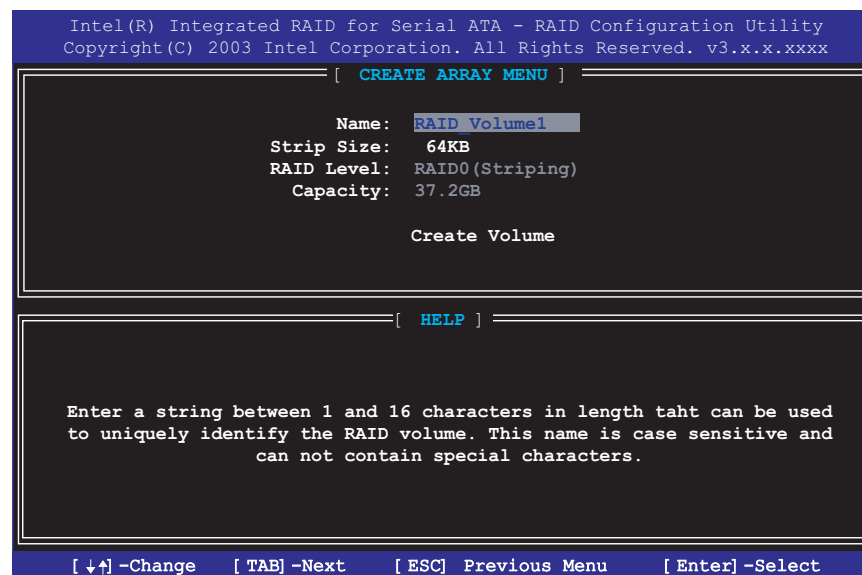 Intel(R) Integrated RAID for Serial ATA - RAID Configuration Utility
Copyright(C) 2003 Intel Corporation. All Rights Reserved. v3.x.x.xxxx
[ CREATE ARRAY MENU ]
Name: RAID_Volume1
Strip Size: 64KB
RAID Level: RAID0(Striping)
Capacity: 37.2GB
Create Volume
[ HELP ]
Enter a string between 1 and 16 characters in length taht can be used
to uniquely identify the RAID volume. This name is case sensitive and
can not contain special characters.
[↓↑]-Change [TAB]-Next [ESC] Previous Menu [Enter]-Select